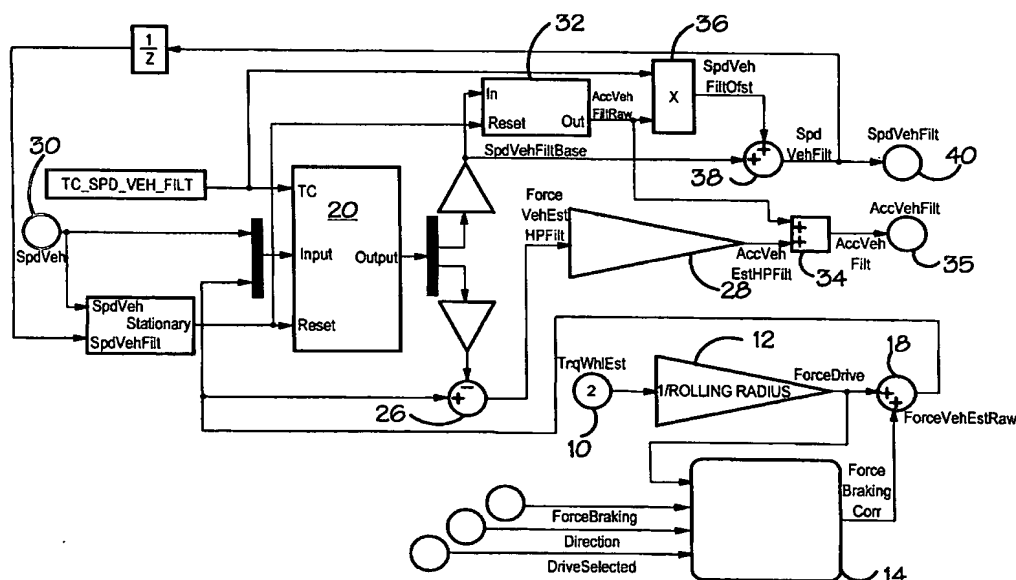 32
36
1
Z
SpdVeh
FiltOfst
In
Reset
Out
AccVeh
FiltRaw
X
30
TC_SPD_VEH_FILT
SpdVehFiltBase
+
+
38
Spd
VehFilt
SpdVehFilt
40
TC
20
Input
Output
Reset
SpdVeh
Force
VehEst
HPFilt
28
AccVeh
EstHPFilt
+
+
34
AccVeh
Filt
AccVehFilt
35
SpdVeh
Stationary
SpdVehFilt
+
−
26
TrqWhlEst
2
10
12
1/ROLLING RADIUS
ForceDrive
18
+
+
ForceVehEstRaw
Force
Braking
Corr
ForceBraking
Direction
DriveSelected
14